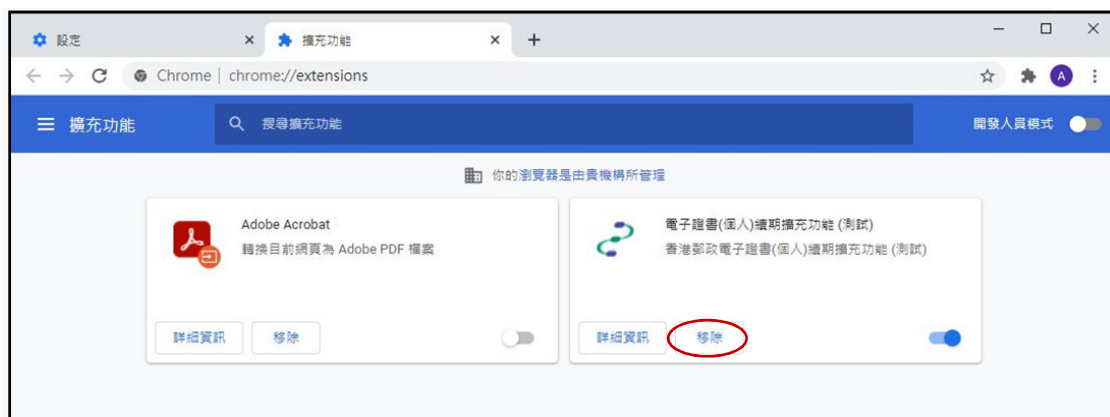 設定
擴充功能
Chrome | chrome://extensions
A
擴充功能
搜尋擴充功能
開發人員模式
你的瀏覽器是由貴機構所管理
Adobe Acrobat
轉換目前網頁為 Adobe PDF 檔案
詳細資訊
移除
電子證書(個人)續期擴充功能 (測試)
香港郵政電子證書(個人)續期擴充功能 (測試)
詳細資訊
移除